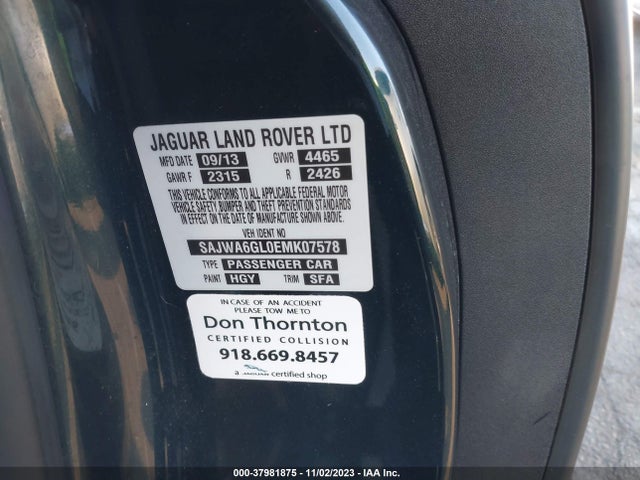 JAGUAR LAND ROVER LTD
MFD DATE 09/13 GVWR 4465
GAWR F 2315 R 2426
THIS VEHICLE CONFORMS TO ALL APPLICABLE FEDERAL MOTOR
VEHICLE SAFETY BUMPER AND THEFT PREVENTION STANDARDS
IN EFFECT ON THE DATE OF MANUFACTURE SHOWN ABOVE.
VEH IDENT NO
SAJWA6GL0EMK07578
TYPE PASSENGER CAR
PAINT HGY TRIM SFA
IN CASE OF AN ACCIDENT
PLEASE TOW ME TO
Don Thornton
CERTIFIED COLLISION
918.669.8457
a JAGUAR certified shop
000-37981875 - 11/02/2023 - IAA Inc.